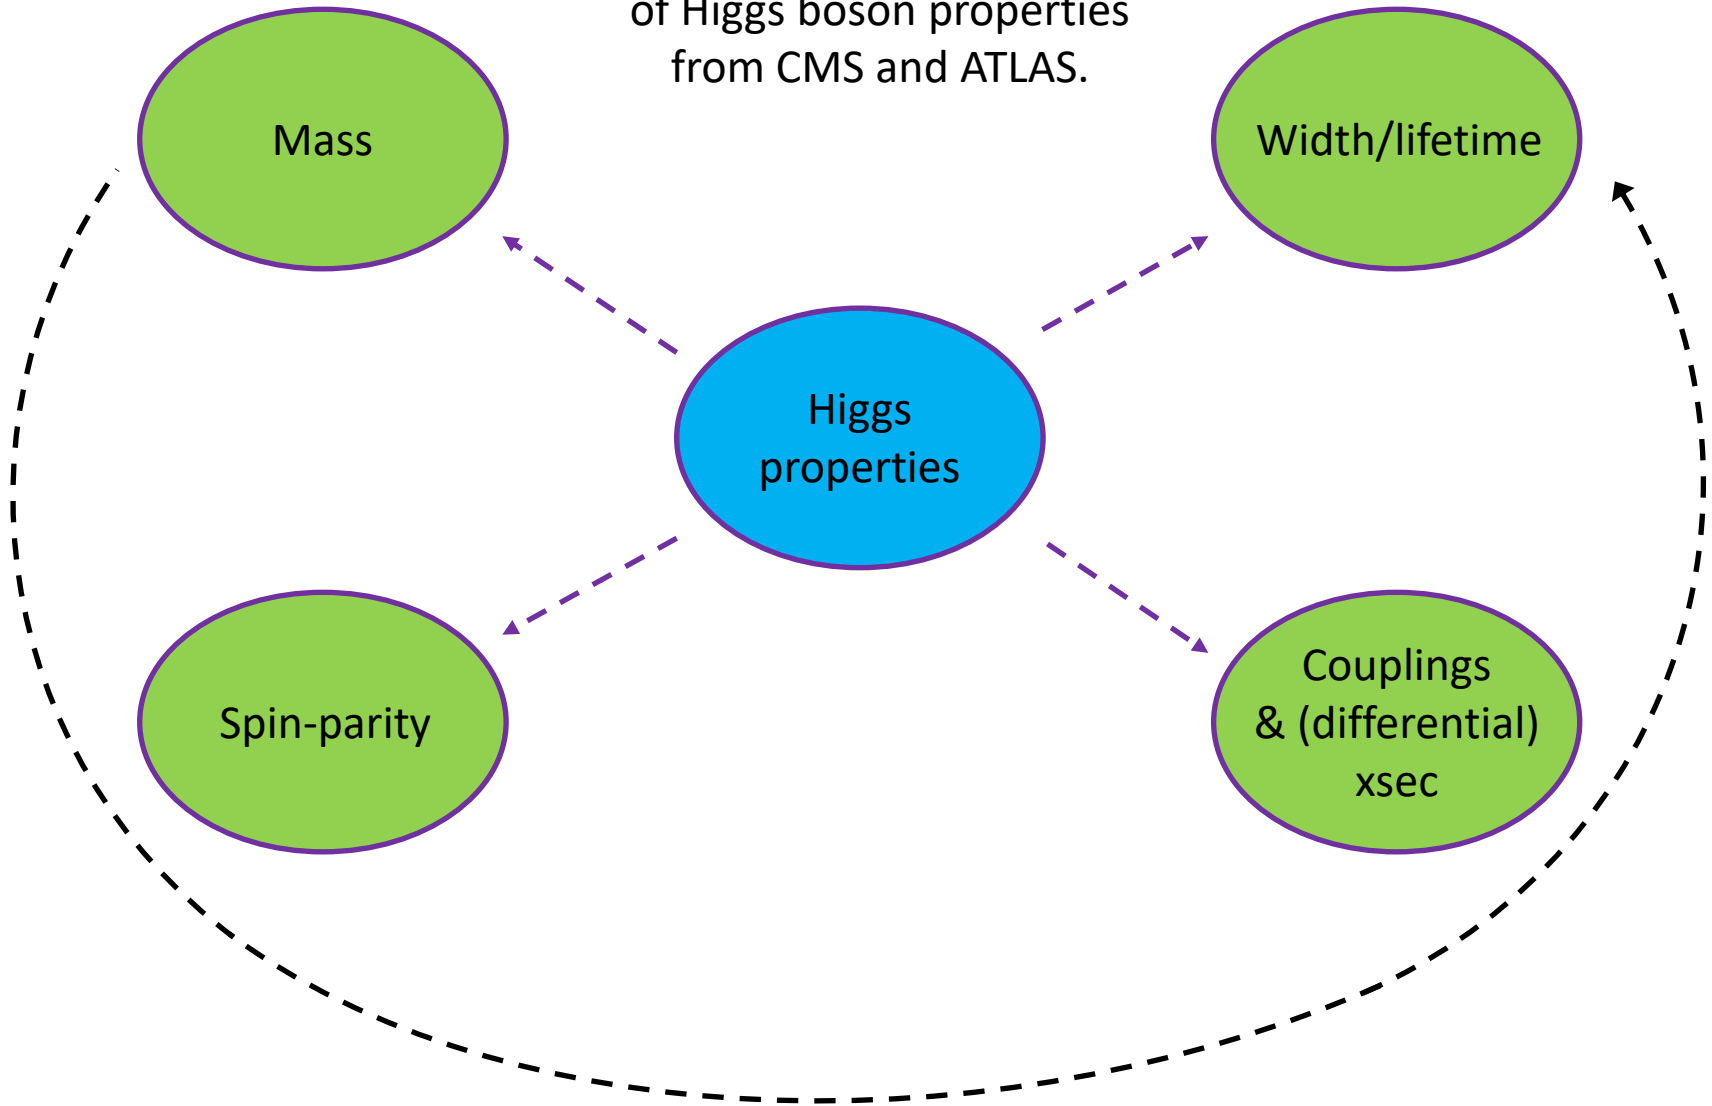 of Higgs boson properties
from CMS and ATLAS.
Mass
Width/lifetime
Higgs
properties
Spin-parity
Couplings
& (differential)
xsec